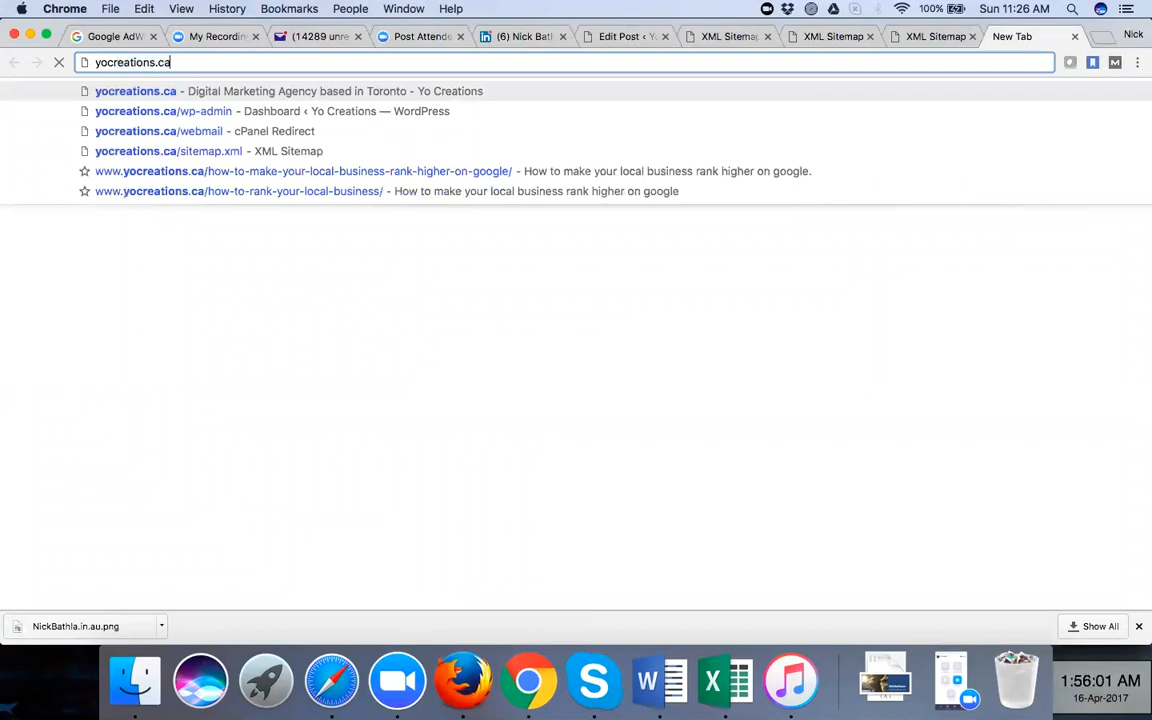 Chrome File Edit View History Bookmarks People Window Help 100% Sun 11:26 AM
Google AdW My Recordin (14289 unre Post Attende (6) Nick Bath Edit Post ‹ Yo XML Sitemap XML Sitemap XML Sitemap New Tab Nick
yocreations.ca
yocreations.ca - Digital Marketing Agency based in Toronto - Yo Creations
yocreations.ca/wp-admin - Dashboard ‹ Yo Creations — WordPress
yocreations.ca/webmail - cPanel Redirect
yocreations.ca/sitemap.xml - XML Sitemap
www.yocreations.ca/how-to-make-your-local-business-rank-higher-on-google/ - How to make your local business rank higher on google.
www.yocreations.ca/how-to-rank-your-local-business/ - How to make your local business rank higher on google
NickBathla.in.au.png Show All
1:56:01 AM
16-Apr-2017